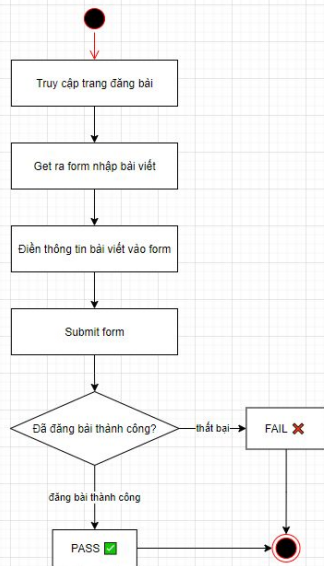 Truy cập trang đăng bài
Get ra form nhập bài viết
Điền thông tin bài viết vào form
Submit form
Đã đăng bài thành công?
thất bại
FAIL ❌
đăng bài thành công
PASS ✅